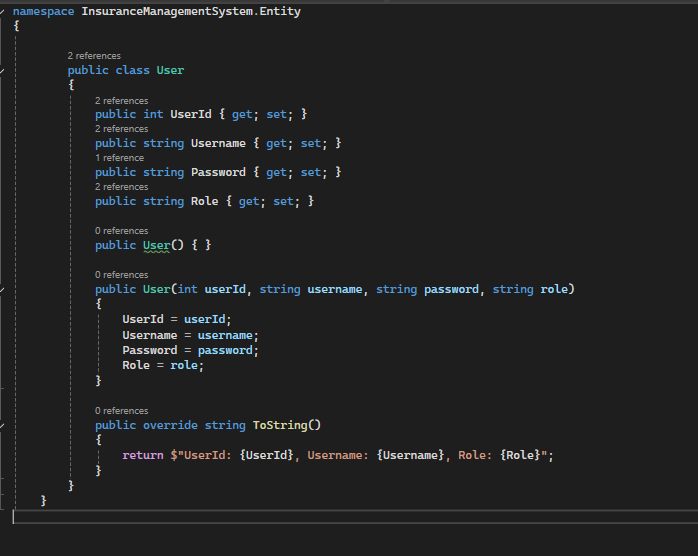 namespace InsuranceManagementSystem.Entity
{
2 references
public class User
{
2 references
public int UserId { get; set; }
2 references
public string Username { get; set; }
1 reference
public string Password { get; set; }
2 references
public string Role { get; set; }
0 references
public User() { }
0 references
public User(int userId, string username, string password, string role)
{
UserId = userId;
Username = username;
Password = password;
Role = role;
}
0 references
public override string ToString()
{
return $"UserId: {UserId}, Username: {Username}, Role: {Role}";
}
}
}